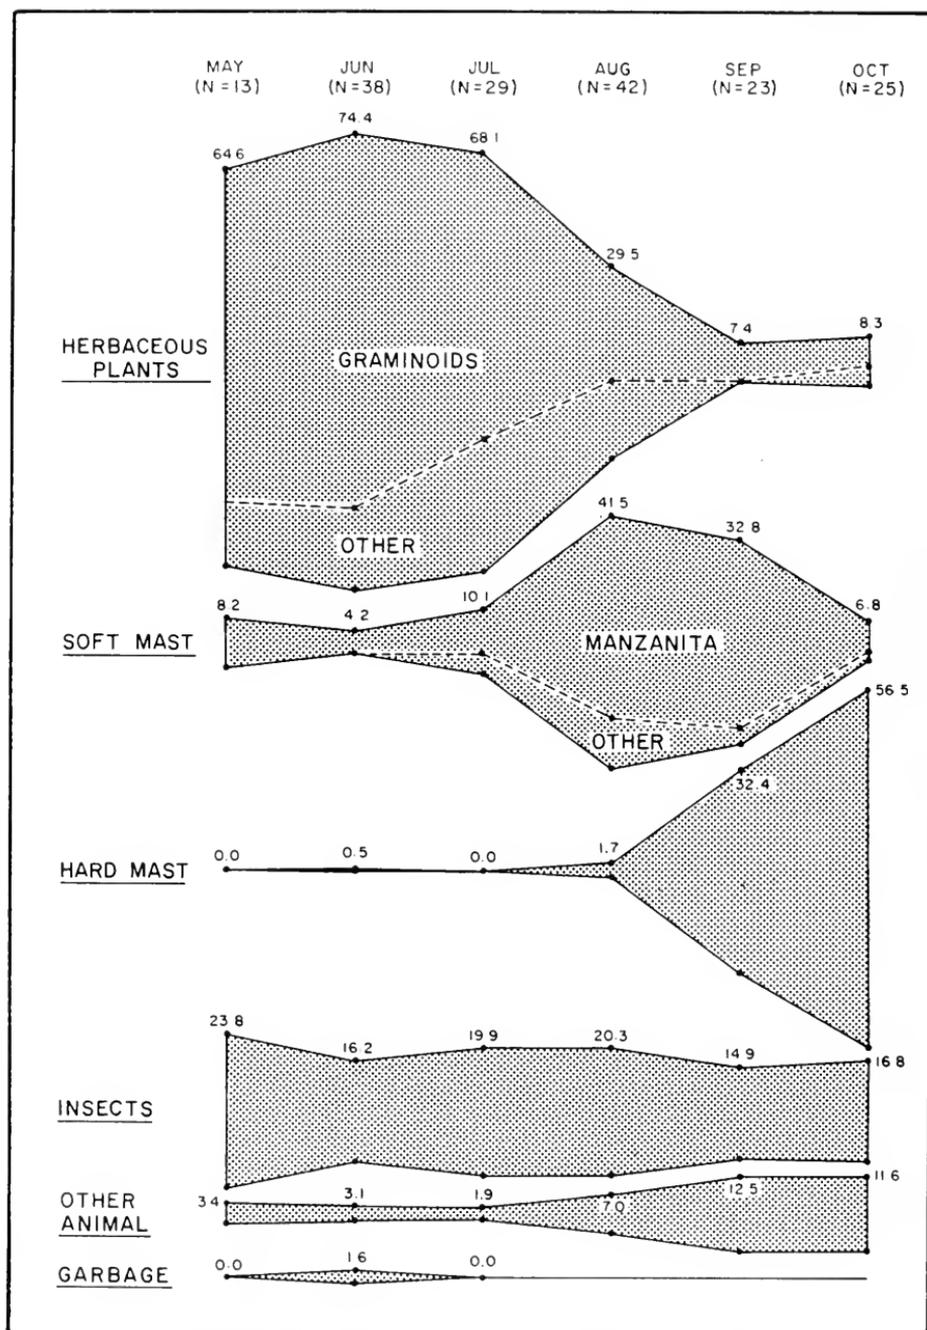 MAY JUN JUL AUG SEP OCT
(N=13) (N=38) (N=29) (N=42) (N=23) (N=25)
74.4
64.6 68.1
29.5
7.4 8.3
HERBACEOUS
PLANTS
GRAMINOIDS
OTHER
41.5 32.8
8.2 4.2 10.1 6.8
SOFT MAST
MANZANITA
OTHER
56.5
32.4
0.0 0.5 0.0 1.7
HARD MAST
23.8 16.2 19.9 20.3 14.9 16.8
INSECTS
3.4 3.1 1.9 7.0 12.5 11.6
OTHER
ANIMAL
0.0 1.6 0.0
GARBAGE